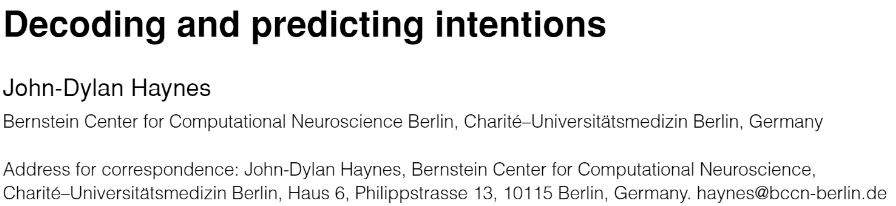 Decoding and predicting intentions
John-Dylan Haynes
Bernstein Center for Computational Neuroscience Berlin, Charité–Universitätsmedizin Berlin, Germany
Address for correspondence: John-Dylan Haynes, Bernstein Center for Computational Neuroscience,
Charité–Universitätsmedizin Berlin, Haus 6, Philippstrasse 13, 10115 Berlin, Germany. haynes@bccn-berlin.de